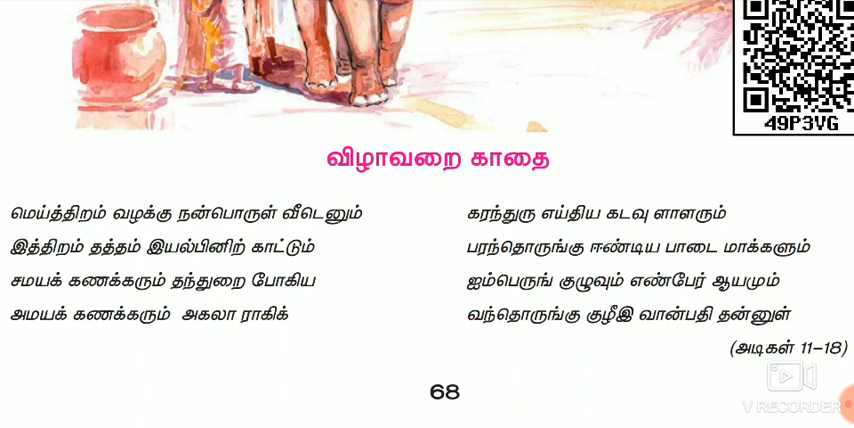 49P3VG
விழாவறை காதை
மெய்த்திறம் வழக்கு நன்பொருள் வீடெனும்
இத்திறம் தத்தம் இயல்பினிற் காட்டும்
சமயக் கணக்கரும் தந்துறை போகிய
அமயக் கணக்கரும் அகலா ராகிக்
கரந்துரு எய்திய கடவு ளாளரும்
பரந்தொருங்கு ஈண்டிய பாடை மாக்களும்
ஐம்பெருங் குழுவும் எண்பேர் ஆயமும்
வந்தொருங்கு குழீஇ வான்பதி தன்னுள்
(அடிகள் 11-18)
68
V RECORDER